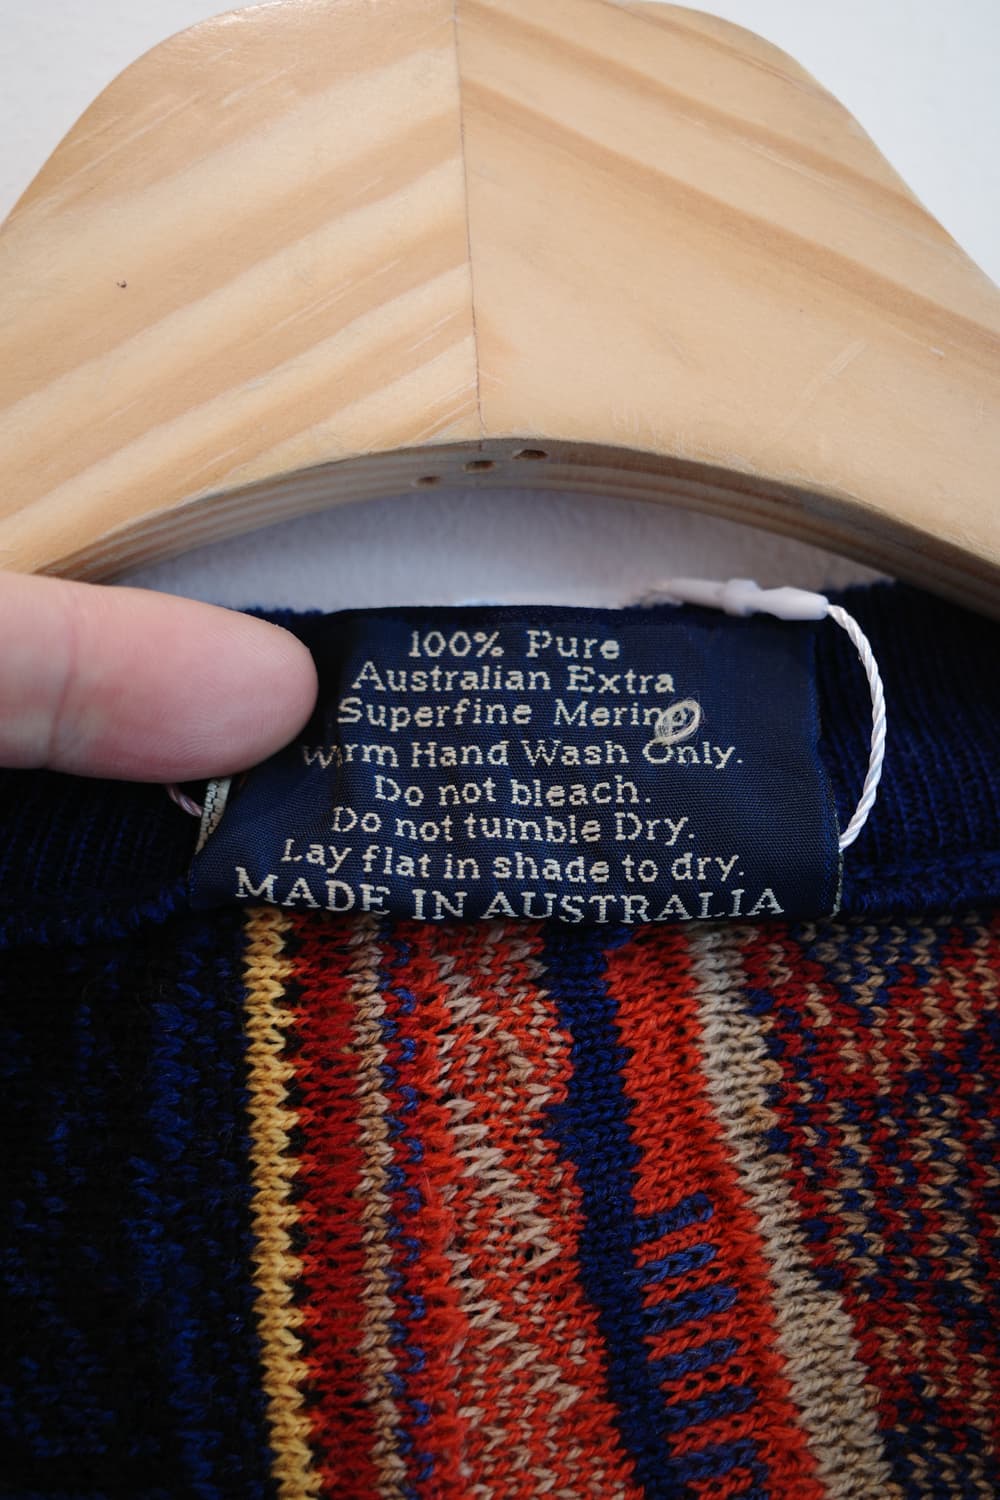 100% Pure
Australian Extra
Superfine Merino
Warm Hand Wash Only.
Do not bleach.
Do not tumble Dry.
Lay flat in shade to dry.
MADE IN AUSTRALIA